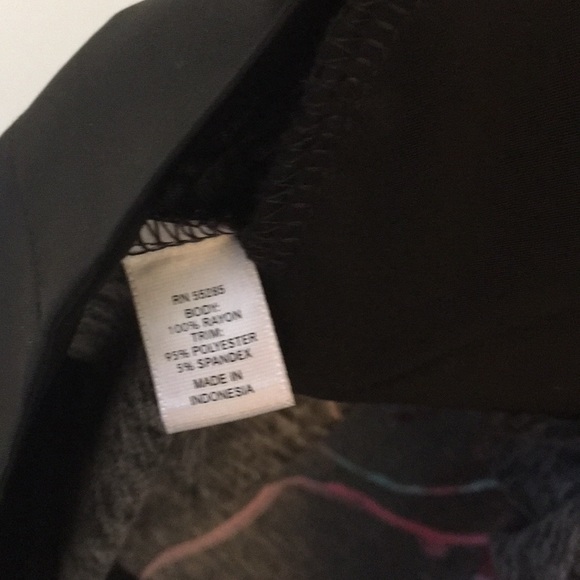 RN 55285
BODY:
100% RAYON
TRIM:
95% POLYESTER
5% SPANDEX
MADE IN
INDONESIA